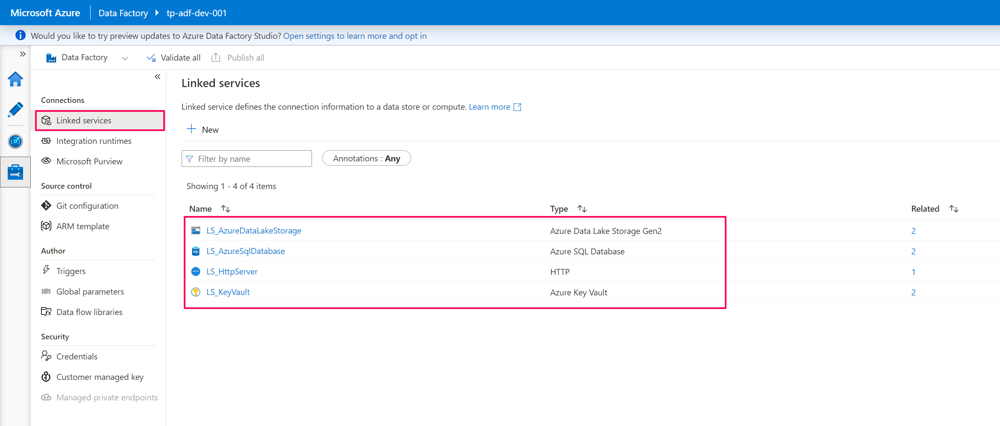 Microsoft Azure Data Factory tp-adf-dev-001
Would you like to try preview updates to Azure Data Factory Studio? Open settings to learn more and opt in
Data Factory Validate all Publish all
Connections
Linked services
Integration runtimes
Microsoft Purview
Source control
Git configuration
ARM template
Author
Triggers
Global parameters
Data flow libraries
Security
Credentials
Customer managed key
Managed private endpoints
Linked services
Linked service defines the connection information to a data store or compute. Learn more
New
Filter by name Annotations : Any
Showing 1 - 4 of 4 items
Name Type Related
LS_AzureDataLakeStorage Azure Data Lake Storage Gen2 2
SQL LS_AzureSqlDatabase Azure SQL Database 2
HTTP LS_HttpServer HTTP 1
LS_KeyVault Azure Key Vault 2